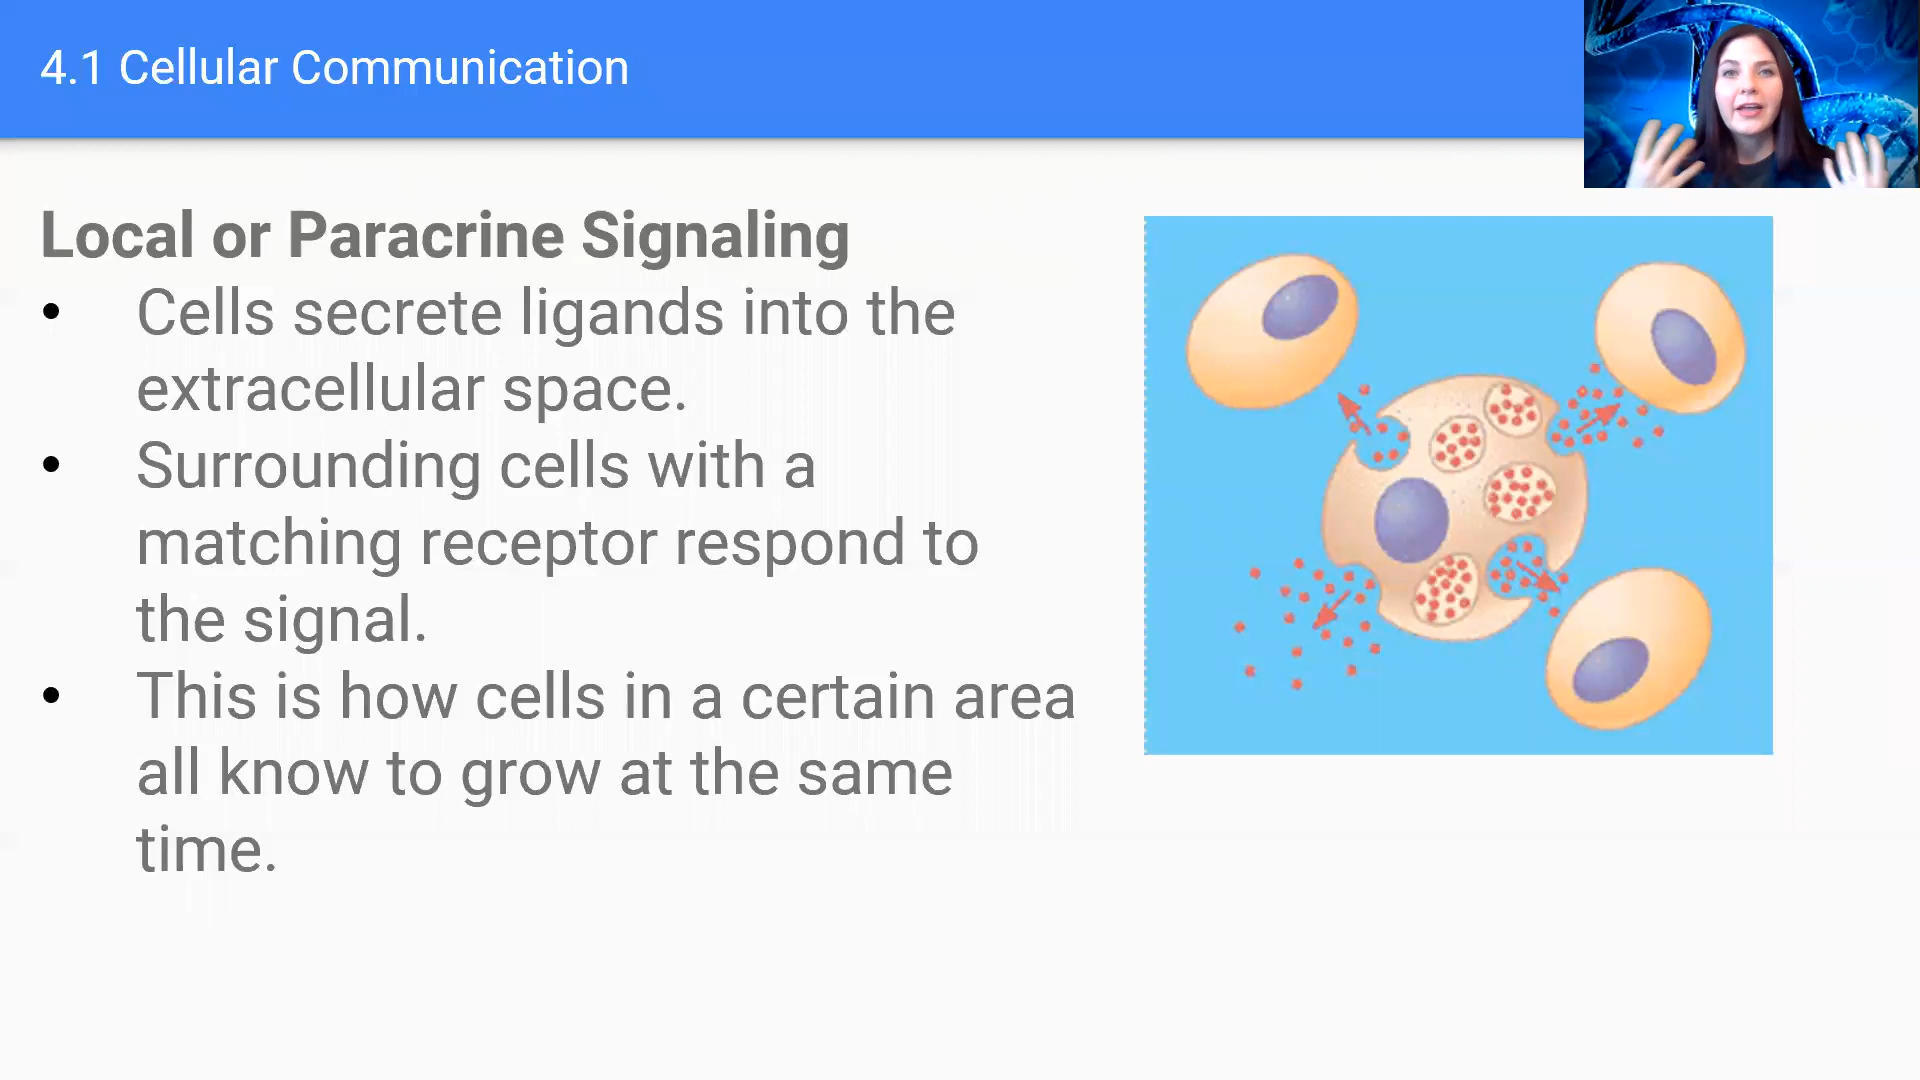 4.1 Cellular Communication
Local or Paracrine Signaling
• Cells secrete ligands into the
extracellular space.
• Surrounding cells with a
matching receptor respond to
the signal.
• This is how cells in a certain area
all know to grow at the same
time.